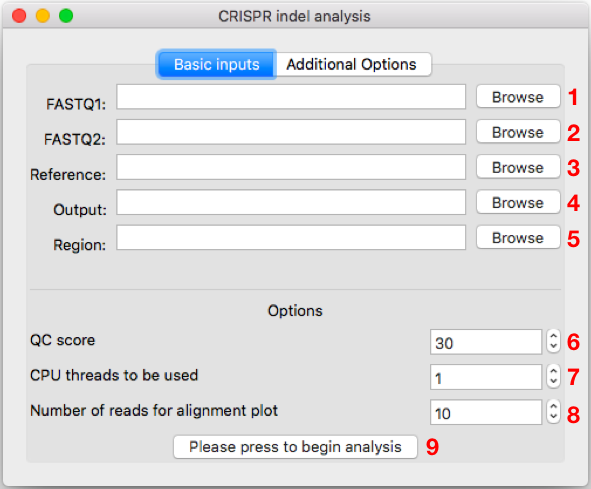 CRISPR indel analysis
Basic inputs Additional Options
FASTQ1: Browse 1
FASTQ2: Browse 2
Reference: Browse 3
Output: Browse 4
Region: Browse 5
Options
QC score 30 6
CPU threads to be used 1 7
Number of reads for alignment plot 10 8
Please press to begin analysis 9